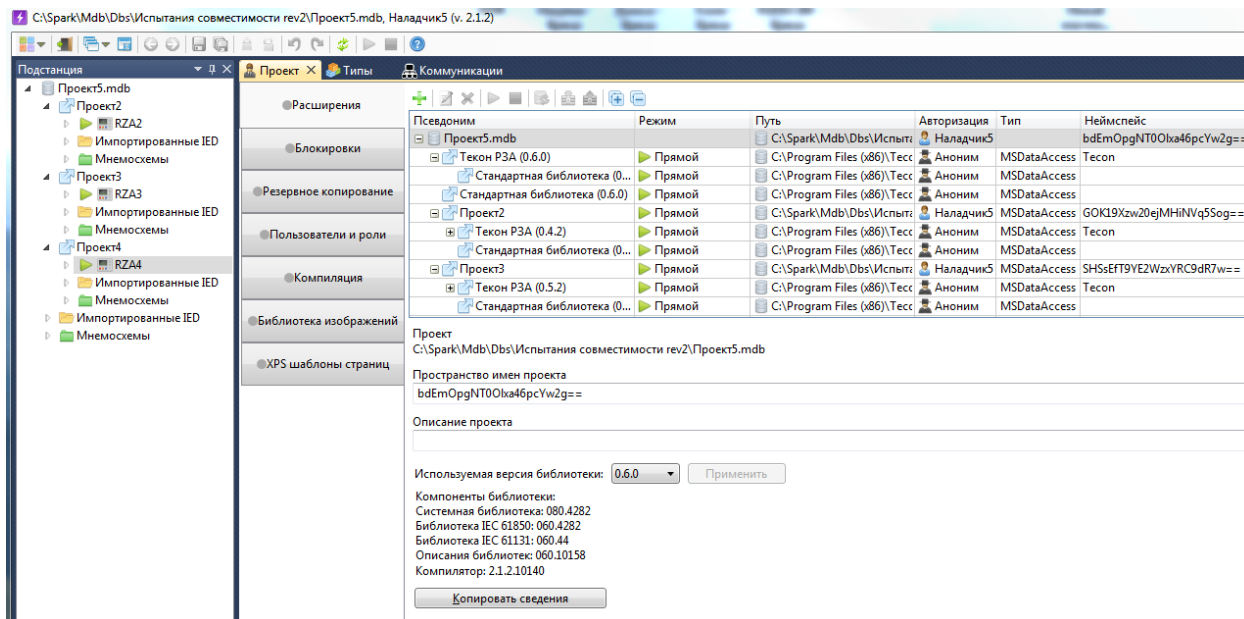 C:\Spark\Mdb\Dbs\Испытания совместимости rev2\Проект5.mdb, Наладчик5 (v. 2.1.2)
Подстанция
Проект5.mdb
Проект2
RZA2
Импортированные IED
Мнемосхемы
Проект3
RZA3
Импортированные IED
Мнемосхемы
Проект4
RZA4
Импортированные IED
Мнемосхемы
Импортированные IED
Мнемосхемы
Проект Типы Коммуникации
Расширения
Блокировки
Резервное копирование
Пользователи и роли
Компиляция
Библиотека изображений
XPS шаблоны страниц
Псевдоним Режим Путь Авторизация Тип Неймспейс
Проект5.mdb C:\Spark\Mdb\Dbs\Испыта Наладчик5 bdEmOpgNT0Olxa46pcYw2g==
Текон РЗА (0.6.0) Прямой C:\Program Files (x86)\Tecc Аноним MSDataAccess Tecon
Стандартная библиотека (0... Прямой C:\Program Files (x86)\Tecc Аноним MSDataAccess
Стандартная библиотека (0.6.0) Прямой C:\Program Files (x86)\Tecc Аноним MSDataAccess
Проект2 Прямой C:\Spark\Mdb\Dbs\Испыта Наладчик5 MSDataAccess GOK19Xzw20ejMHiNVq5Sog==
Текон РЗА (0.4.2) Прямой C:\Program Files (x86)\Tecc Аноним MSDataAccess Tecon
Стандартная библиотека (0... Прямой C:\Program Files (x86)\Tecc Аноним MSDataAccess
Проект3 Прямой C:\Spark\Mdb\Dbs\Испыта Наладчик5 MSDataAccess SHSsEfT9YE2WzxYRC9dR7w==
Текон РЗА (0.5.2) Прямой C:\Program Files (x86)\Tecc Аноним MSDataAccess Tecon
Стандартная библиотека (0... Прямой C:\Program Files (x86)\Tecc Аноним MSDataAccess
Проект
C:\Spark\Mdb\Dbs\Испытания совместимости rev2\Проект5.mdb
Пространство имен проекта
bdEmOpgNT0Olxa46pcYw2g==
Описание проекта
Используемая версия библиотеки: 0.6.0 Применить
Компоненты библиотеки:
Системная библиотека: 080.4282
Библиотека IEC 61850: 060.4282
Библиотека IEC 61131: 060.44
Описания библиотек: 060.10158
Компилятор: 2.1.2.10140
Копировать сведения